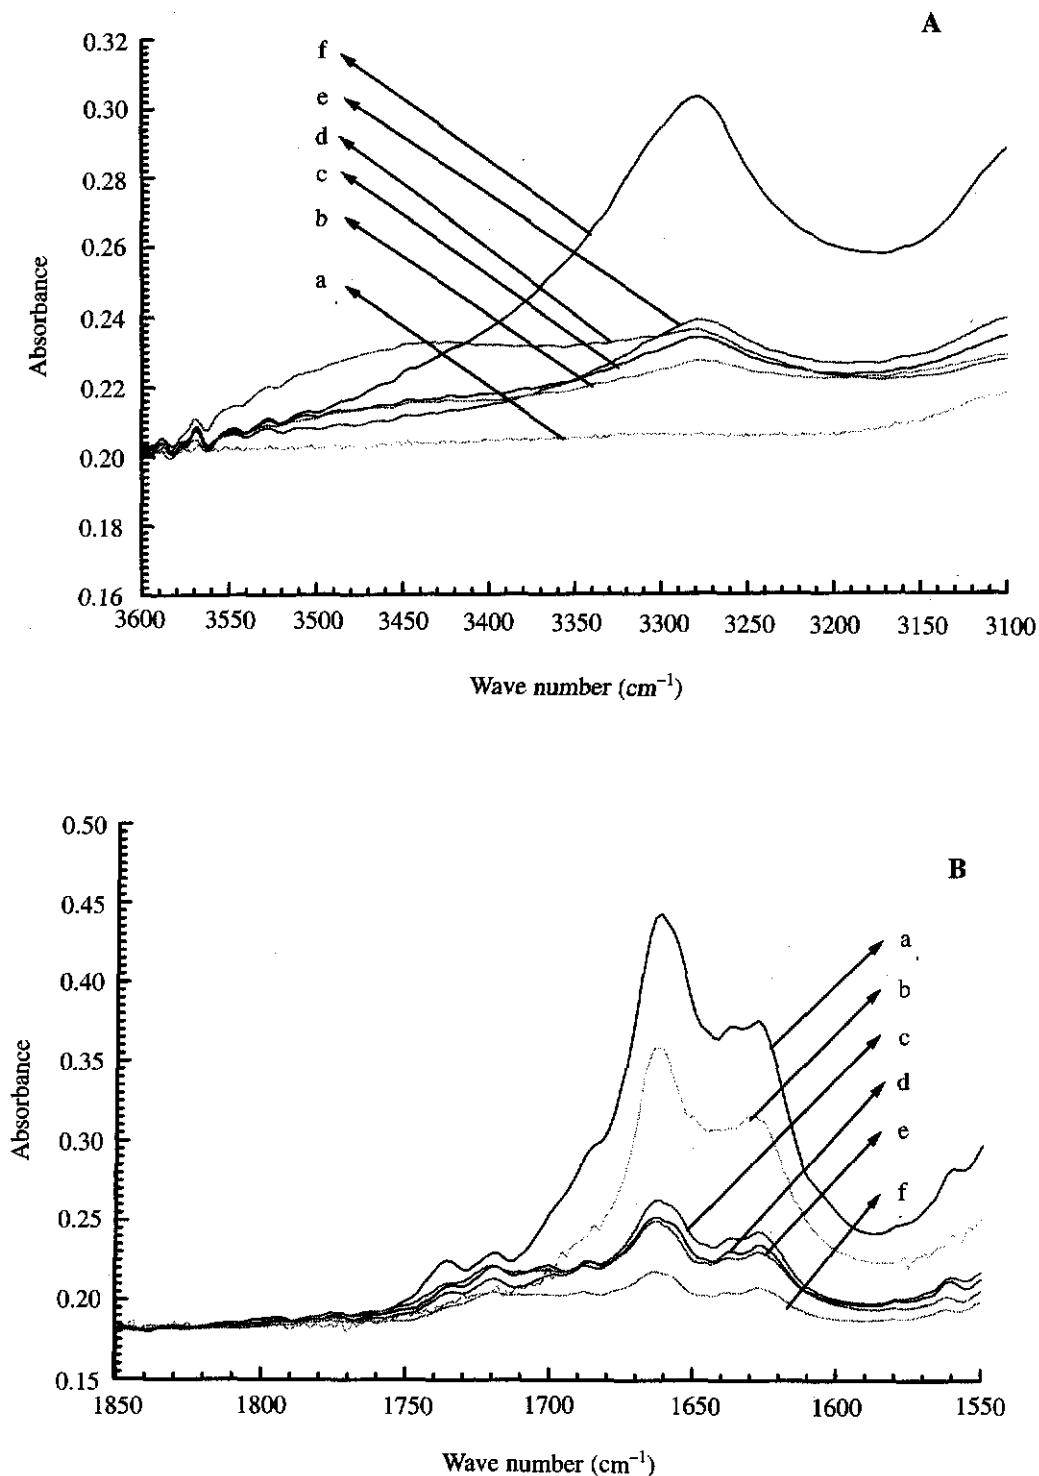 A
0.32
0.30
0.28
0.26
0.24
0.22
0.20
0.18
0.16
Absorbance
f
e
d
c
b
a
3600 3550 3500 3450 3400 3350 3300 3250 3200 3150 3100
Wave number (cm⁻¹)
B
0.50
0.45
0.40
0.35
0.30
0.25
0.20
0.15
Absorbance
a
b
c
d
e
f
1850 1800 1750 1700 1650 1600 1550
Wave number (cm⁻¹)